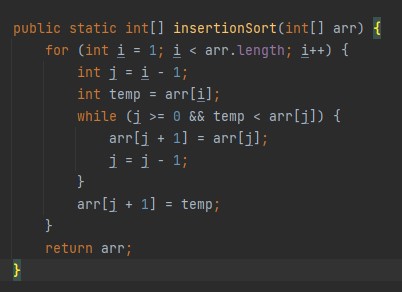 public static int[] insertionSort(int[] arr) {
    for (int i = 1; i < arr.length; i++) {
        int j = i - 1;
        int temp = arr[i];
        while (j >= 0 && temp < arr[j]) {
            arr[j + 1] = arr[j];
            j = j - 1;
        }
        arr[j + 1] = temp;
    }
    return arr;
}